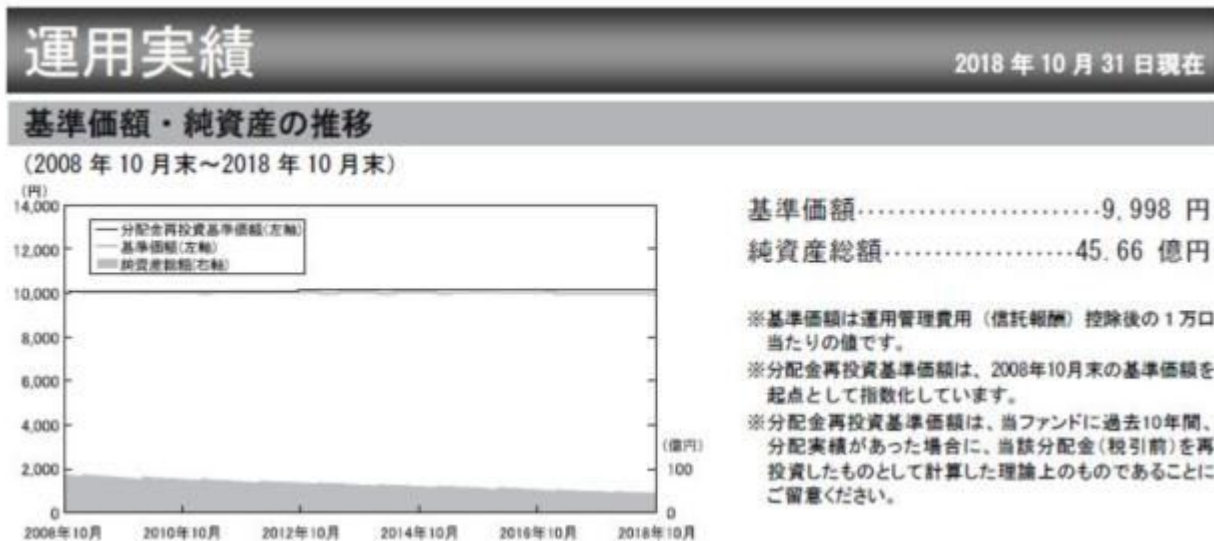 運用実績
2018 年 10 月 31 日現在
基準価額・純資産の推移
(2008 年 10 月末~2018 年 10 月末)
(円)
14,000
12,000
10,000
8,000
6,000
4,000
2,000
0
分配金再投資基準価額(左軸)
基準価額(左軸)
純資産総額(右軸)
(億円)
100
0
2008年10月 2010年10月 2012年10月 2014年10月 2016年10月 2018年10月
基準価額························9,998 円
純資産総額···················45.66 億円
※基準価額は運用管理費用(信託報酬)控除後の1万口
当たりの値です。
※分配金再投資基準価額は、2008年10月末の基準価額を
起点として指数化しています。
※分配金再投資基準価額は、当ファンドに過去10年間、
分配実績があった場合に、当該分配金(税引前)を再
投資したものとして計算した理論上のものであることに
ご留意ください。